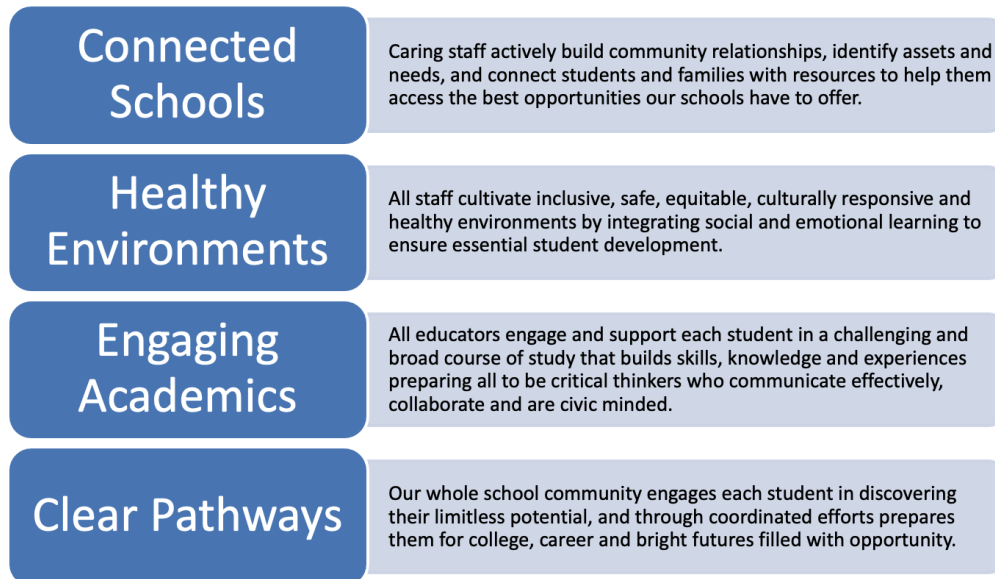 Connected
Schools
Caring staff actively build community relationships, identify assets and
needs, and connect students and families with resources to help them
access the best opportunities our schools have to offer.
Healthy
Environments
All staff cultivate inclusive, safe, equitable, culturally responsive and
healthy environments by integrating social and emotional learning to
ensure essential student development.
Engaging
Academics
All educators engage and support each student in a challenging and
broad course of study that builds skills, knowledge and experiences
preparing all to be critical thinkers who communicate effectively,
collaborate and are civic minded.
Clear Pathways
Our whole school community engages each student in discovering
their limitless potential, and through coordinated efforts prepares
them for college, career and bright futures filled with opportunity.